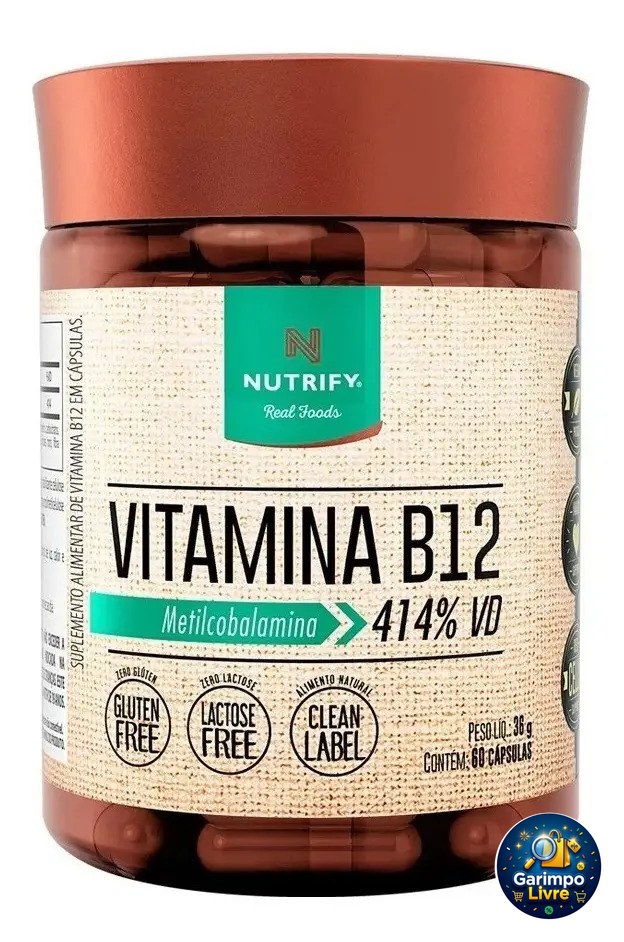 N
NUTRIFY®
Real Foods
VITAMINA B12
Metilcobalamina
414% VD
ZERO GLÚTEN
GLUTEN
FREE
ZERO LACTOSE
LACTOSE
FREE
ALIMENTO NATURAL
CLEAN
LABEL
PESO LÍQ.: 36 g
CONTÉM: 60 CÁPSULAS
SUPLEMENTO ALIMENTAR DE VITAMINA B12 EM CÁPSULAS.
Garimpo
Livre